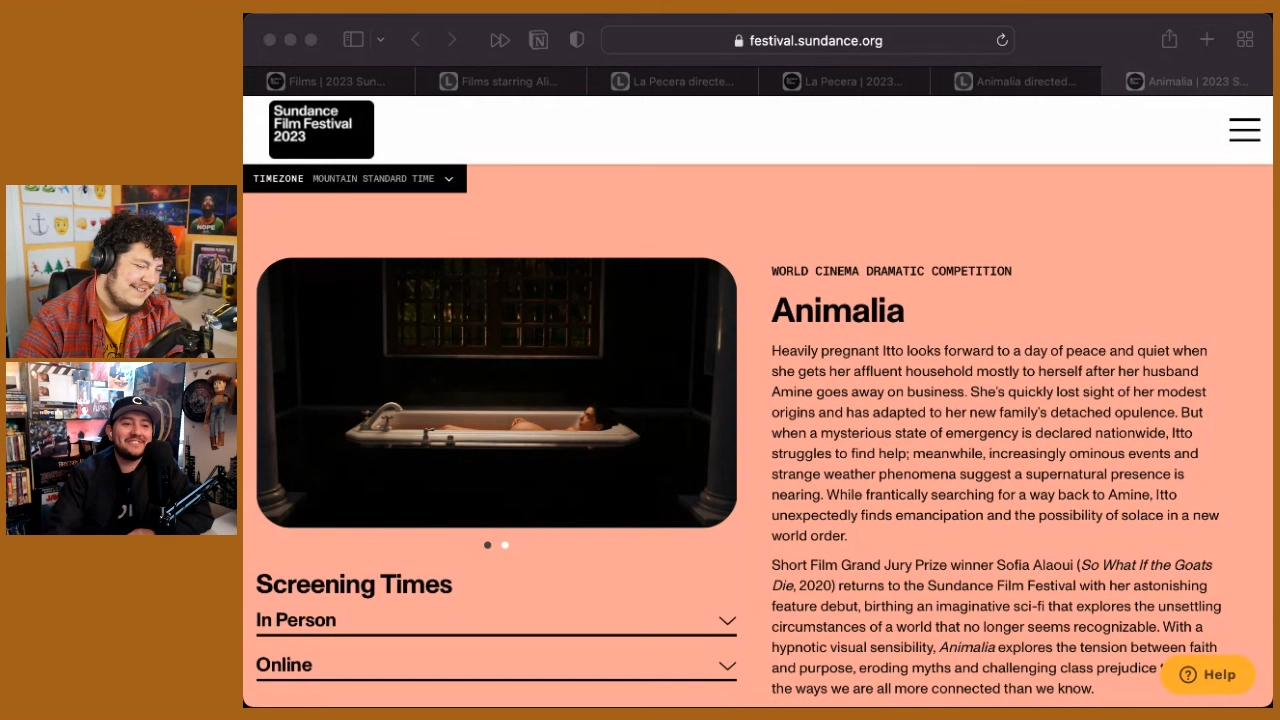 festival.sundance.org
Films | 2023 Sun...
Films starring Ali...
La Pecera directe...
La Pecera | 2023...
Animalia directed...
Animalia | 2023 S...
Sundance
Film Festival
2023
TIMEZONE MOUNTAIN STANDARD TIME
NOPE
WORLD CINEMA DRAMATIC COMPETITION
Animalia
Heavily pregnant Itto looks forward to a day of peace and quiet when
she gets her affluent household mostly to herself after her husband
Amine goes away on business. She's quickly lost sight of her modest
origins and has adapted to her new family's detached opulence. But
when a mysterious state of emergency is declared nationwide, Itto
struggles to find help; meanwhile, increasingly ominous events and
strange weather phenomena suggest a supernatural presence is
nearing. While frantically searching for a way back to Amine, Itto
unexpectedly finds emancipation and the possibility of solace in a new
world order.
Short Film Grand Jury Prize winner Sofia Alaoui (So What If the Goats
Die, 2020) returns to the Sundance Film Festival with her astonishing
feature debut, birthing an imaginative sci-fi that explores the unsettling
circumstances of a world that no longer seems recognizable. With a
hypnotic visual sensibility, Animalia explores the tension between faith
and purpose, eroding myths and challenging class prejudice
the ways we are all more connected than we know.
Screening Times
In Person
Online
Help